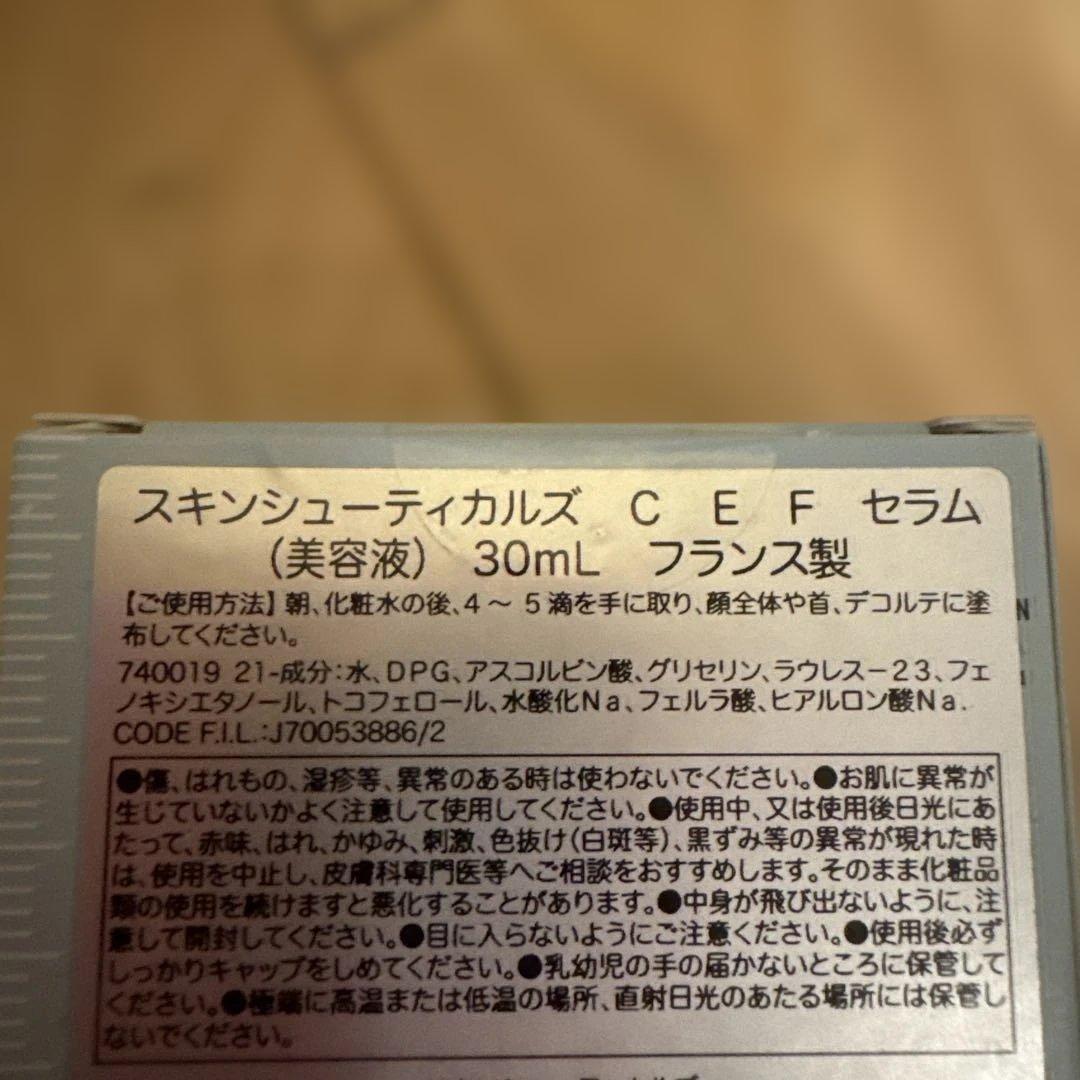 スキンシューティカルズ　C　E　F　セラム
（美容液）　30mL　フランス製
【ご使用方法】朝、化粧水の後、4～5滴を手に取り、顔全体や首、デコルテに塗
布してください。
740019 21-成分：水、DPG、アスコルビン酸、グリセリン、ラウレス－23、フェ
ノキシエタノール、トコフェロール、水酸化Na、フェルラ酸、ヒアルロン酸Na.
CODE F.I.L.:J70053886/2
●傷、はれもの、湿疹等、異常のある時は使わないでください。●お肌に異常が
生じていないかよく注意して使用してください。●使用中、又は使用後日光にあ
たって、赤味、はれ、かゆみ、刺激、色抜け（白斑等）、黒ずみ等の異常が現れた時
は、使用を中止し、皮膚科専門医等へご相談をおすすめします。そのまま化粧品
類の使用を続けますと悪化することがあります。●中身が飛び出ないように、注
意して開封してください。●目に入らないようにご注意ください。●使用後必ず
しっかりキャップをしめてください。●乳幼児の手の届かないところに保管して
ください。●極端に高温または低温の場所、直射日光のあたる場所には保管し
ないでください。